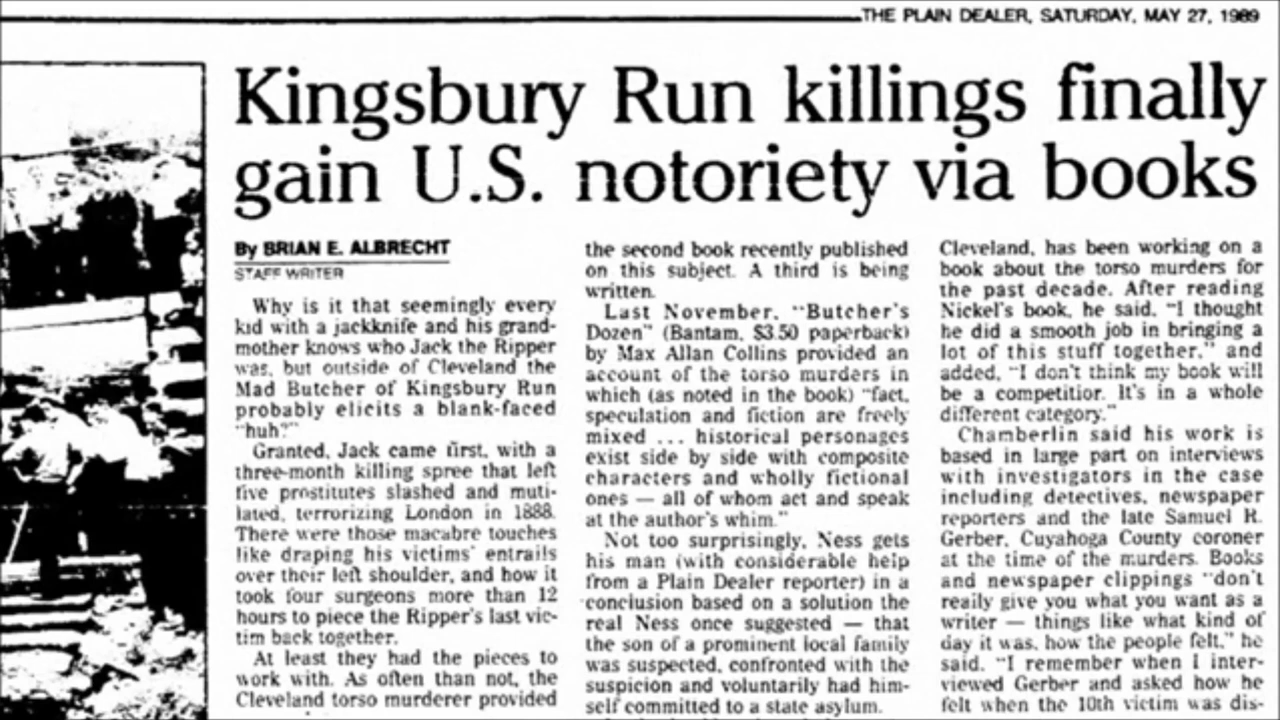 THE PLAIN DEALER, SATURDAY, MAY 27, 1989
Kingsbury Run killings finally
gain U.S. notoriety via books
By BRIAN E. ALBRECHT
STAFF WRITER
Why is it that seemingly every
kid with a jackknife and his grand-
mother knows who Jack the Ripper
was, but outside of Cleveland the
Mad Butcher of Kingsbury Run
probably elicits a blank-faced
"huh?"
Granted, Jack came first, with a
three-month killing spree that left
five prostitutes slashed and muti-
lated, terrorizing London in 1888.
There were those macabre touches
like draping his victims' entrails
over their left shoulder, and how it
took four surgeons more than 12
hours to piece the Ripper's last vic-
tim back together.
At least they had the pieces to
work with. As often than not, the
Cleveland torso murderer provided
the second book recently published
on this subject. A third is being
written.
Last November, "Butcher's
Dozen" (Bantam, $3.50 paperback)
by Max Allan Collins provided an
account of the torso murders in
which (as noted in the book) "fact,
speculation and fiction are freely
mixed ... historical personages
exist side by side with composite
characters and wholly fictional
ones — all of whom act and speak
at the author's whim."
Not too surprisingly, Ness gets
his man (with considerable help
from a Plain Dealer reporter) in a
conclusion based on a solution the
real Ness once suggested — that
the son of a prominent local family
was suspected, confronted with the
suspicion and voluntarily had him-
self committed to a state asylum.
Cleveland, has been working on a
book about the torso murders for
the past decade. After reading
Nickel's book, he said, "I thought
he did a smooth job in bringing a
lot of this stuff together," and
added, "I don't think my book will
be a competitior. It's in a whole
different category."
Chamberlin said his work is
based in large part on interviews
with investigators in the case
including detectives, newspaper
reporters and the late Samuel R.
Gerber, Cuyahoga County coroner
at the time of the murders. Books
and newspaper clippings "don't
really give you what you want as a
writer — things like what kind of
day it was, how the people felt," he
said. "I remember when I inter-
viewed Gerber and asked how he
felt when the 10th victim was dis-